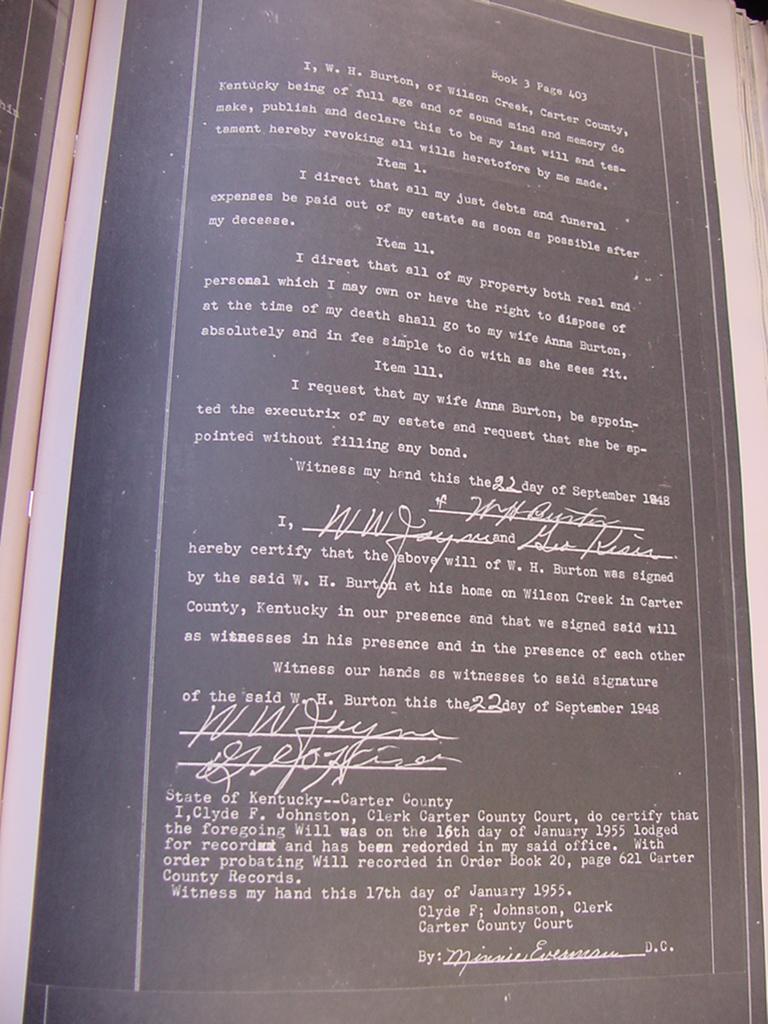 Book 3 Page 403
I, W. H. Burton, of Wilson Creek, Carter County,
Kentucky being of full age and of sound mind and memory do
make, publish and declare this to be my last will and tes-
tament hereby revoking all wills heretofore by me made.
Item 1.
I direct that all my just debts and funeral
expenses be paid out of my estate as soon as possible after
my decease.
Item 11.
I direst that all of my property both real and
personal which I may own or have the right to dispose of
at the time of my death shall go to my wife Anna Burton,
absolutely and in fee simple to do with as she sees fit.
Item 111.
I request that my wife Anna Burton, be appoin-
ted the executrix of my estate and request that she be ap-
pointed without filling any bond.
Witness my hand this the 22 day of September 1948
W H Burton
I, W W Jayne and Geo Kiser
hereby certify that the above will of W. H. Burton was signed
by the said W. H. Burton at his home on Wilson Creek in Carter
County, Kentucky in our presence and that we signed said will
as witnesses in his presence and in the presence of each other
Witness our hands as witnesses to said signature
of the said W. H. Burton this the 22 day of September 1948
W W Jayne
State of Kentucky--Carter County
I,Clyde F. Johnston, Clerk Carter County Court, do certify that
the foregoing Will was on the 15th day of January 1955 lodged
for record and has been redorded in my said office. With
order probating Will recorded in Order Book 20, page 621 Carter
County Records.
Witness my hand this 17th day of January 1955.
Clyde F; Johnston, Clerk
Carter County Court
By: Minnie Everman D.C.